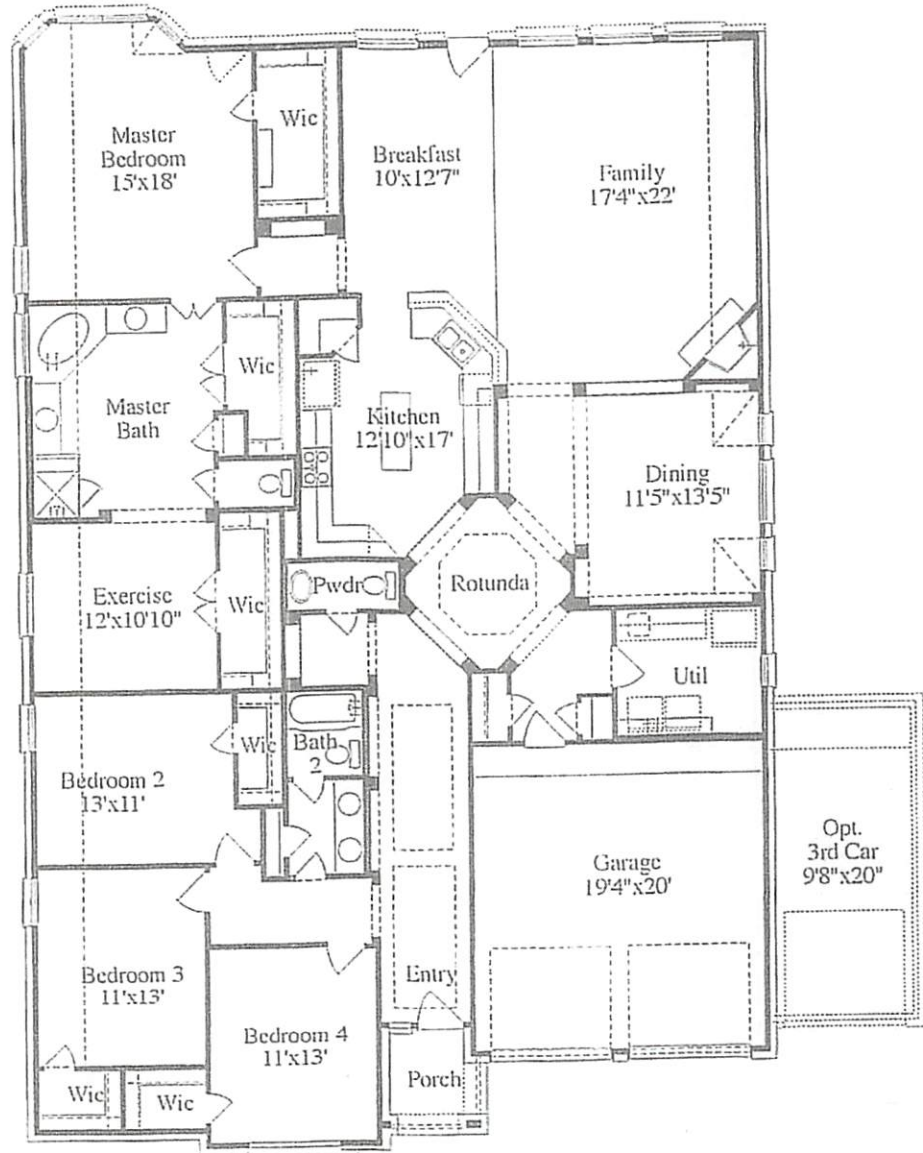 Master
Bedroom
15'x18'
Wic
Breakfast
10'x12'7"
Family
17'4"x22'
Master
Bath
Wic
Kitchen
12'10"x17'
Dining
11'5"x13'5"
Exercise
12'x10'10"
Wic
Pwdr
Rotunda
Util
Bedroom 2
13'x11'
Wic
Bath
2
Garage
19'4"x20'
Opt.
3rd Car
9'8"x20"
Bedroom 3
11'x13'
Bedroom 4
11'x13'
Entry
Wic
Wic
Porch